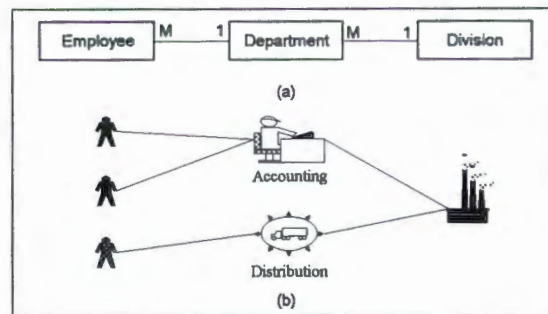 Employee M 1 Department M 1 Division
(a)
Accounting
Distribution
(b)